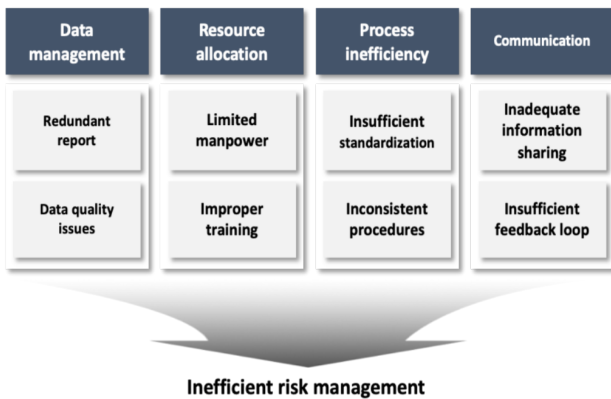 Data
management
Resource
allocation
Process
inefficiency
Communication
Redundant
report
Limited
manpower
Insufficient
standardization
Inadequate
information
sharing
Data quality
issues
Improper
training
Inconsistent
procedures
Insufficient
feedback loop
Inefficient risk management